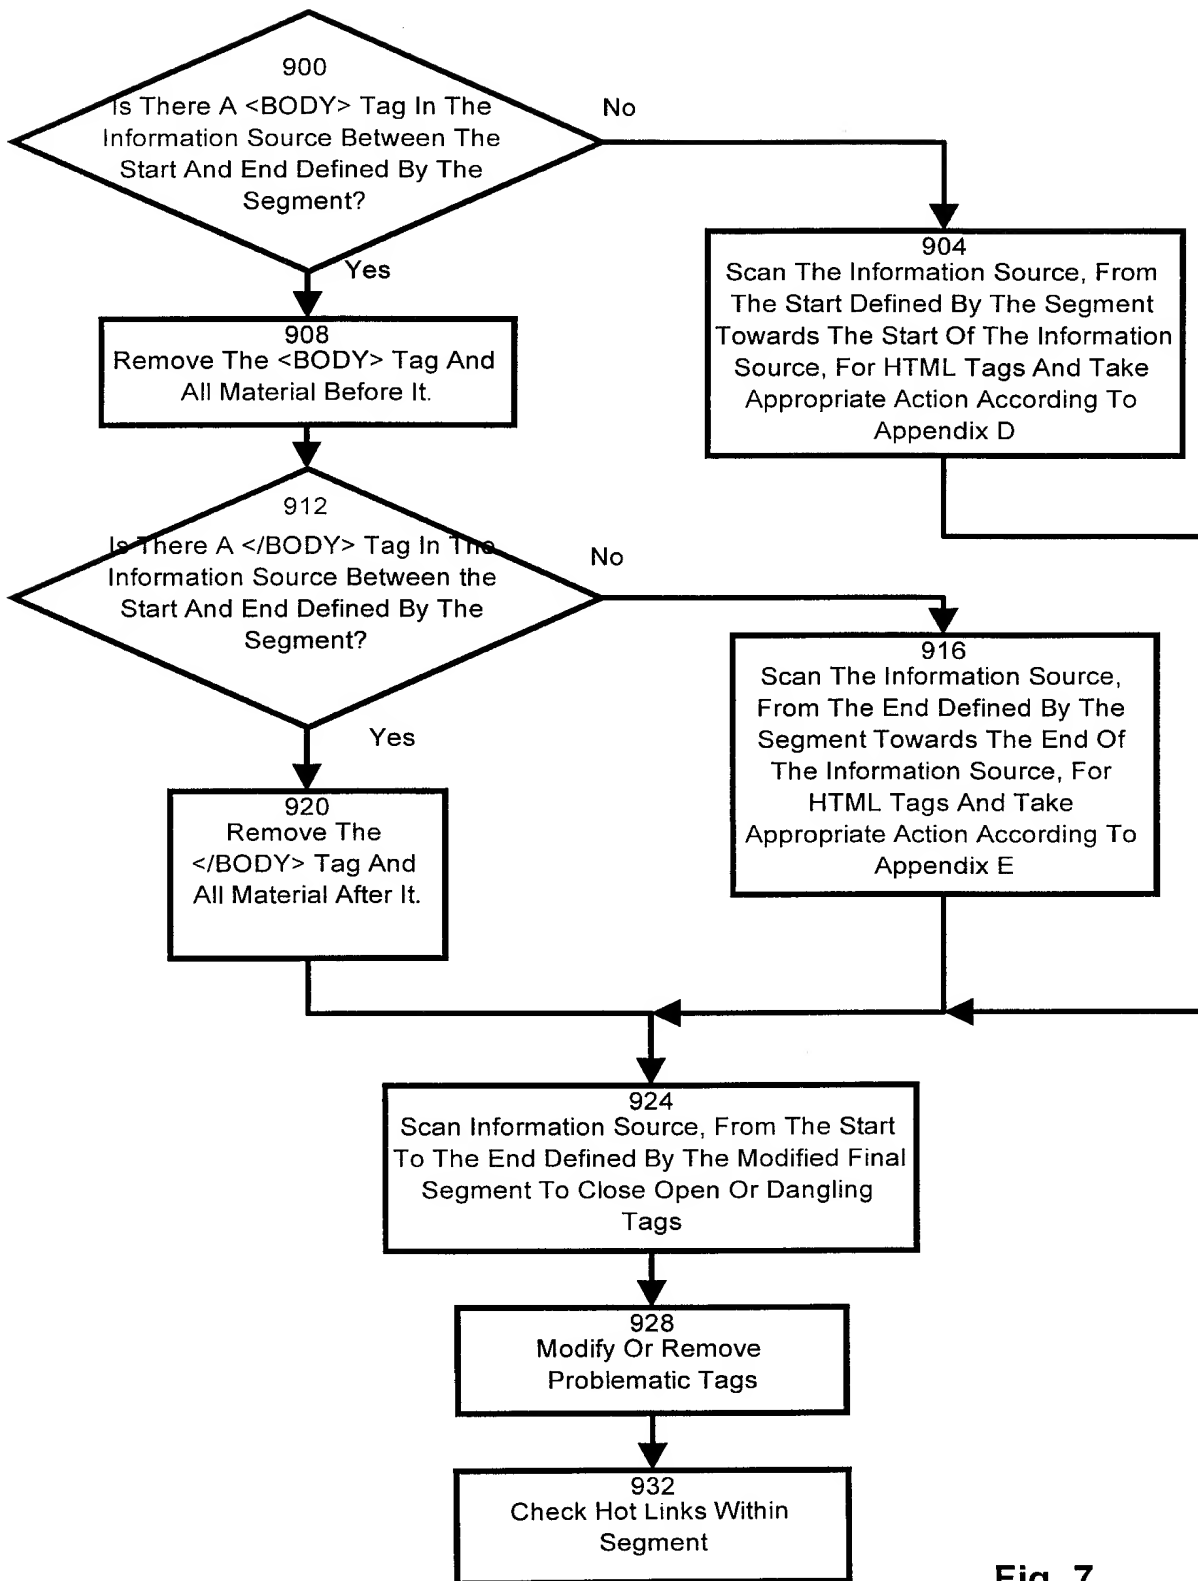 900
Is There A <BODY> Tag In The
Information Source Between The
Start And End Defined By The
Segment?
No
Yes
904
Scan The Information Source, From
The Start Defined By The Segment
Towards The Start Of The Information
Source, For HTML Tags And Take
Appropriate Action According To
Appendix D
908
Remove The <BODY> Tag And
All Material Before It.
912
Is There A </BODY> Tag In The
Information Source Between the
Start And End Defined By The
Segment?
No
Yes
916
Scan The Information Source,
From The End Defined By The
Segment Towards The End Of
The Information Source, For
HTML Tags And Take
Appropriate Action According To
Appendix E
920
Remove The
</BODY> Tag And
All Material After It.
924
Scan Information Source, From The Start
To The End Defined By The Modified Final
Segment To Close Open Or Dangling
Tags
928
Modify Or Remove
Problematic Tags
932
Check Hot Links Within
Segment
Fig. 7